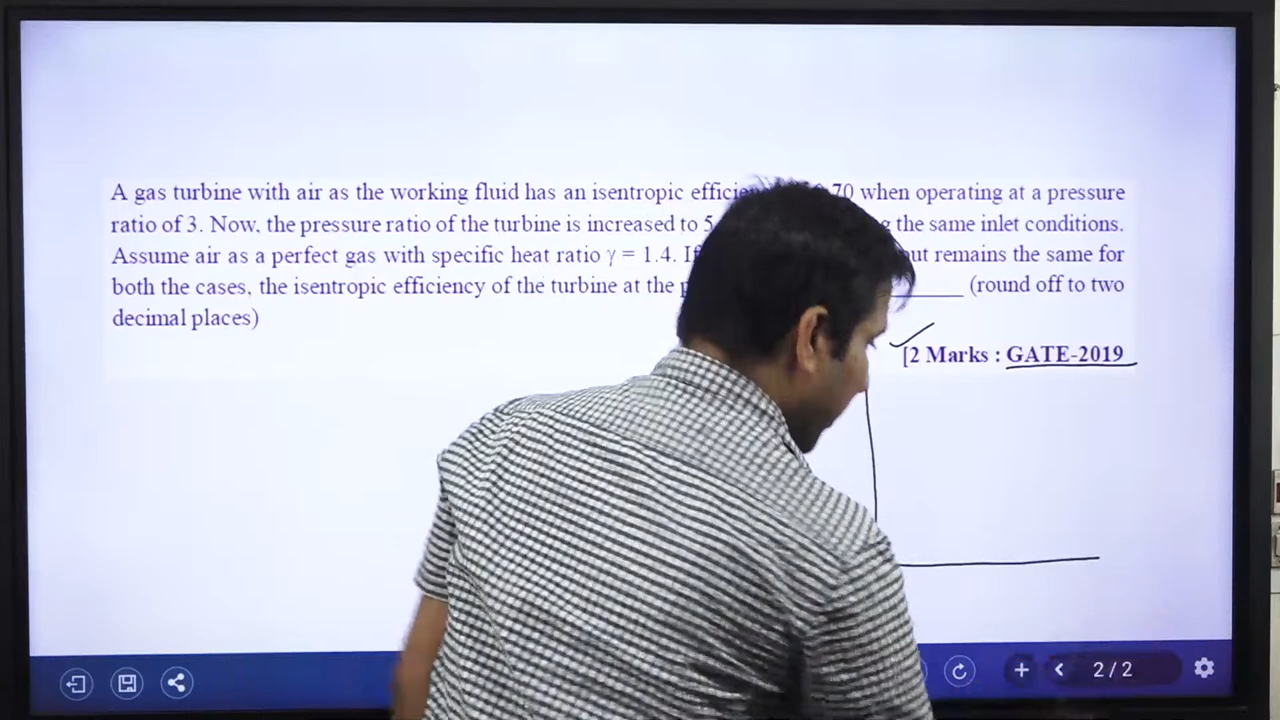 A gas turbine with air as the working fluid has an isentropic 70 when operating at a pressure
ratio of 3. Now, the pressure ratio of the turbine is increased to 5 the same inlet conditions.
Assume air as a perfect gas with specific heat ratio γ = 1.4. remains the same for
both the cases, the isentropic efficiency of the turbine at the (round off to two
decimal places)
[2 Marks : GATE-2019
2/2